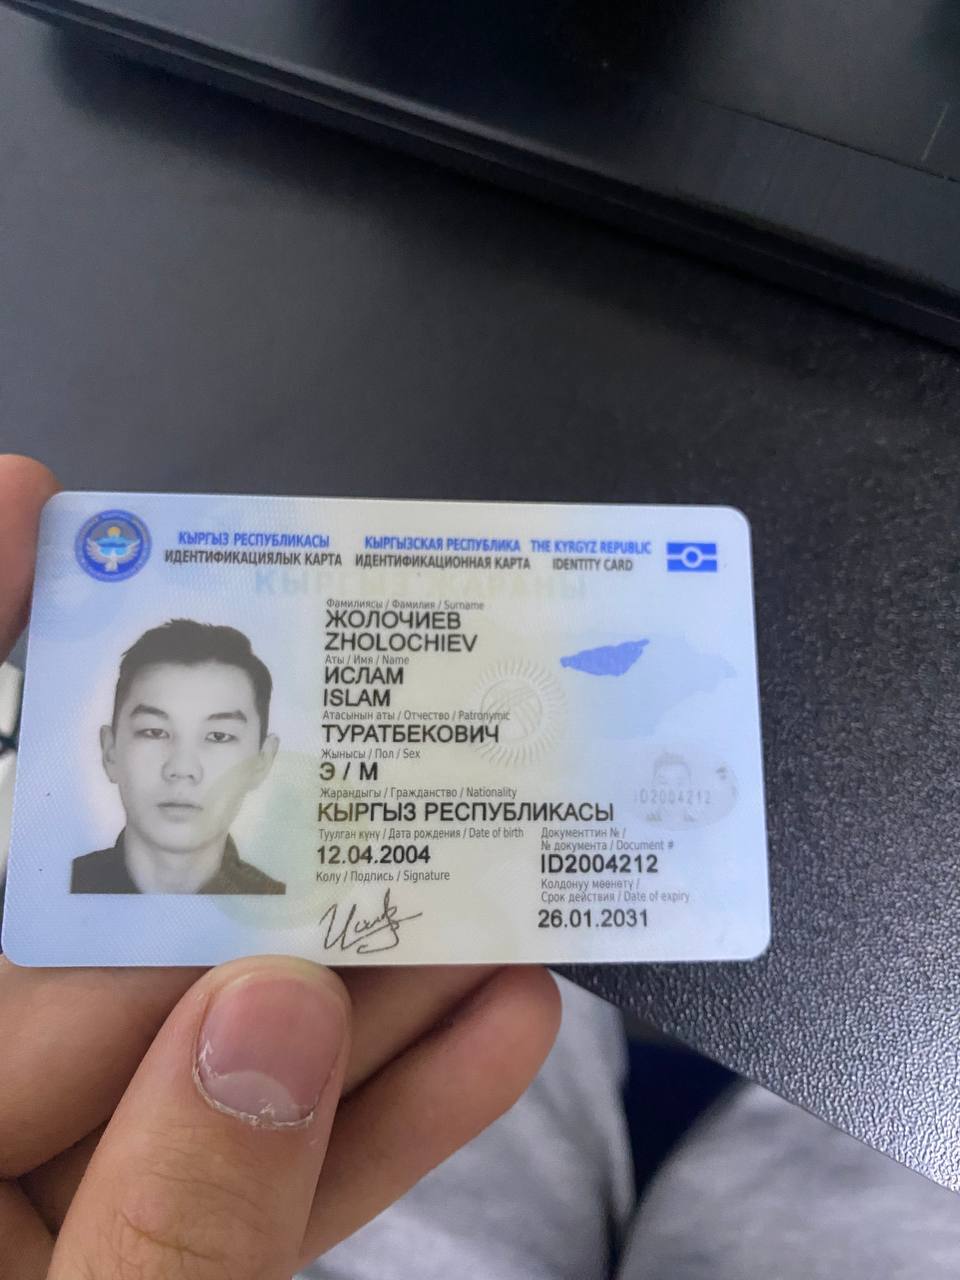 КЫРГЫЗ РЕСПУБЛИКАСЫ КЫРГЫЗСКАЯ РЕСПУБЛИКА THE KYRGYZ REPUBLIC
ИДЕНТИФИКАЦИЯЛЫК КАРТА ИДЕНТИФИКАЦИОННАЯ КАРТА IDENTITY CARD
Фамилиясы / Фамилия / Surname
ЖОЛОЧИЕВ
ZHOLOCHIEV
Аты / Имя / Name
ИСЛАМ
ISLAM
Атасынын аты / Отчество / Patronymic
ТУРАТБЕКОВИЧ
Жынысы / Пол / Sex
Э / М
Жарандыгы / Гражданство / Nationality
КЫРГЫЗ РЕСПУБЛИКАСЫ
Туулган күнү / Дата рождения / Date of birth
12.04.2004
Документтин № /
№ документа / Document #
ID2004212
Колу / Подпись / Signature
Колдонуу мөөнөтү /
Срок действия / Date of expiry
26.01.2031
ID2004212